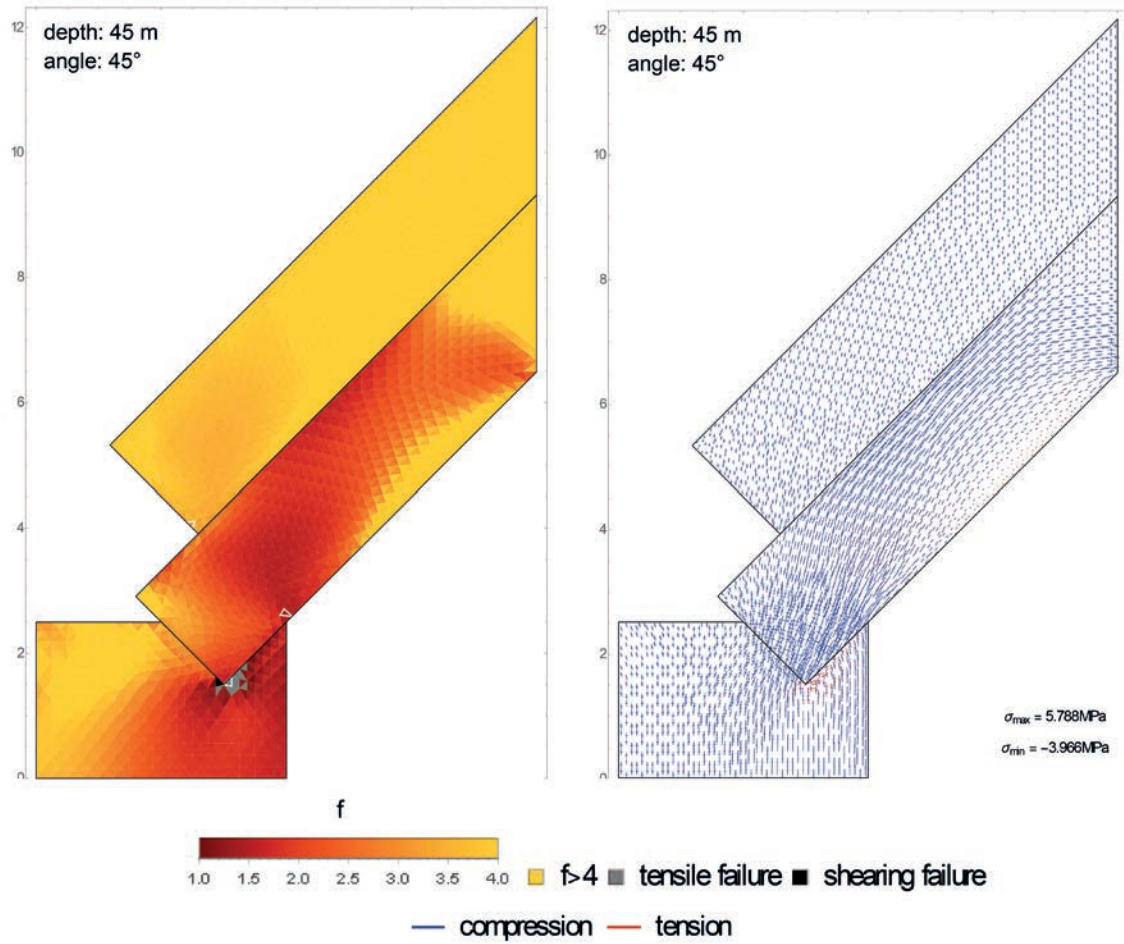 depth: 45 m
angle: 45°
12
10
8
6
4
2
0
depth: 45 m
angle: 45°
12
10
8
6
4
2
0
σmax = 5.788MPa
σmin = −3.966MPa
f
1.0 1.5 2.0 2.5 3.0 3.5 4.0
f>4 tensile failure shearing failure
compression tension